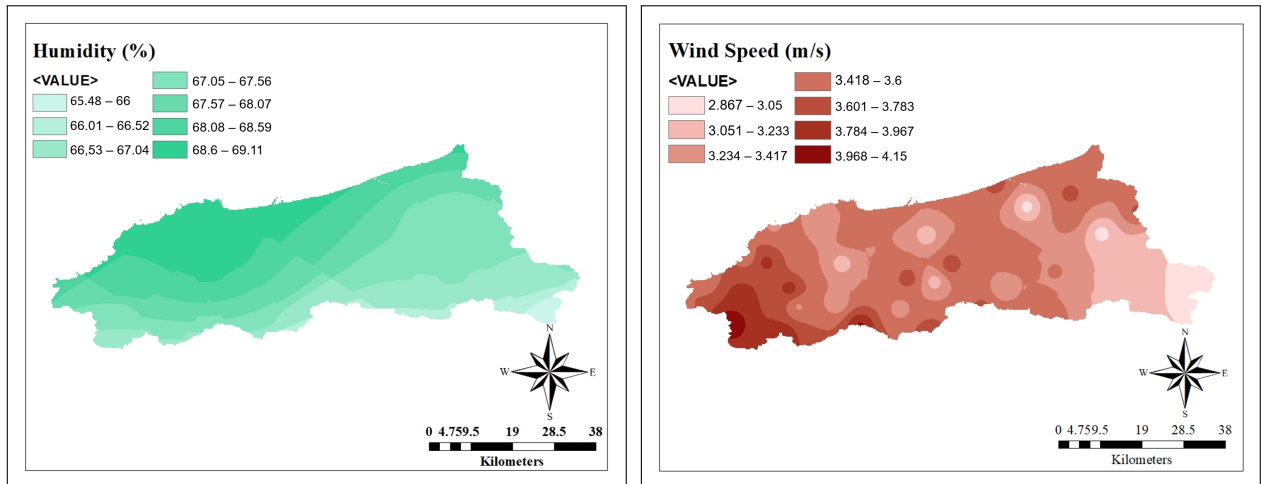 Humidity (%)
<VALUE>
65.48 – 66
66.01 – 66.52
66,53 – 67.04
67.05 – 67.56
67.57 – 68.07
68.08 – 68.59
68.6 – 69.11
N
W E
S
0 4.759.5 19 28.5 38
Kilometers
Wind Speed (m/s)
<VALUE>
2.867 – 3.05
3.051 – 3.233
3.234 – 3.417
3.418 – 3.6
3.601 – 3.783
3.784 – 3.967
3.968 – 4.15
N
W E
S
0 4.759.5 19 28.5 38
Kilometers